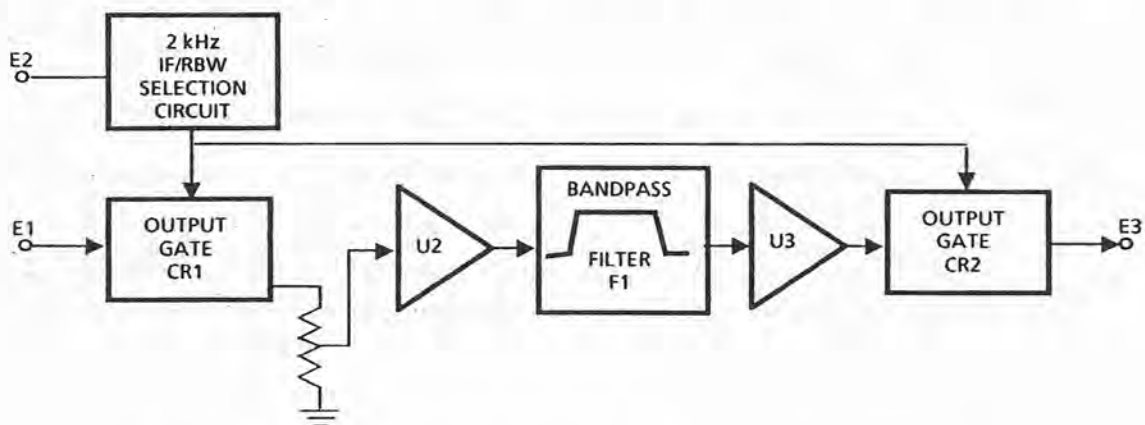 E2
2 kHz
IF/RBW
SELECTION
CIRCUIT
E1
OUTPUT
GATE
CR1
U2
BANDPASS
FILTER
F1
U3
OUTPUT
GATE
CR2
E3